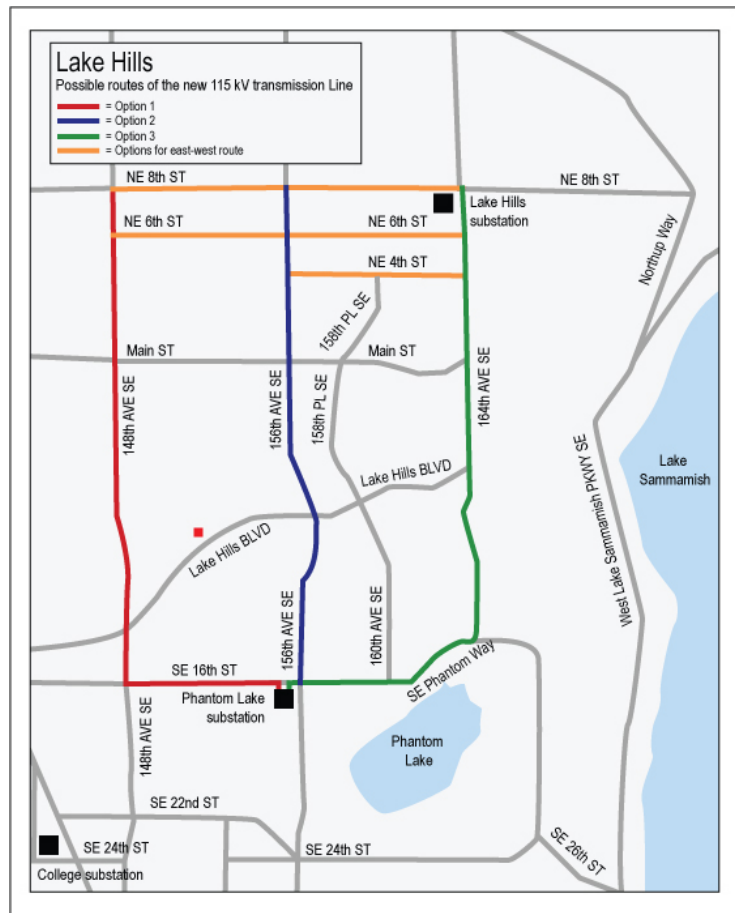 Lake Hills
Possible routes of the new 115 kV transmission Line
= Option 1
= Option 2
= Option 3
= Options for east-west route
NE 8th ST
NE 8th ST
Lake Hills
substation
NE 6th ST
NE 6th ST
NE 4th ST
Northup Way
158th PL SE
Main ST
Main ST
148th AVE SE
156th AVE SE
158th PL SE
164th AVE SE
Lake Hills BLVD
Lake
Sammamish
Lake Hills BLVD
West Lake Sammamish PKWY SE
156th AVE SE
160th AVE SE
SE 16th ST
SE Phantom Way
Phantom Lake
substation
148th AVE SE
Phantom
Lake
SE 22nd ST
SE 24th ST
SE 24th ST
SE 26th ST
College substation